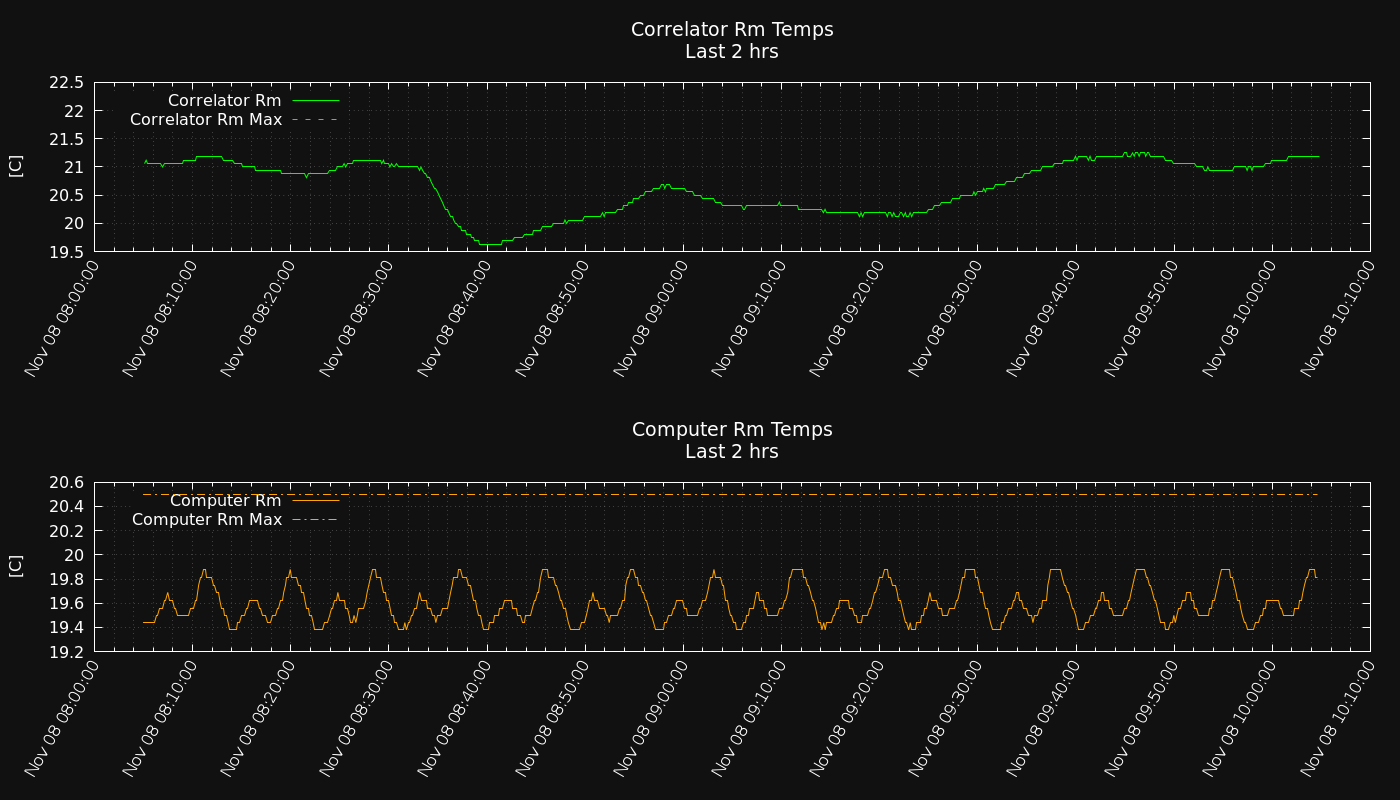 Correlator Rm Temps
Last 2 hrs
22.5
22
21.5
21
20.5
20
19.5
[C]
Correlator Rm
Correlator Rm Max
Nov 08 08:00:00
Nov 08 08:10:00
Nov 08 08:20:00
Nov 08 08:30:00
Nov 08 08:40:00
Nov 08 08:50:00
Nov 08 09:00:00
Nov 08 09:10:00
Nov 08 09:20:00
Nov 08 09:30:00
Nov 08 09:40:00
Nov 08 09:50:00
Nov 08 10:00:00
Nov 08 10:10:00
Computer Rm Temps
Last 2 hrs
20.6
20.4
20.2
20
19.8
19.6
19.4
19.2
[C]
Computer Rm
Computer Rm Max
Nov 08 08:00:00
Nov 08 08:10:00
Nov 08 08:20:00
Nov 08 08:30:00
Nov 08 08:40:00
Nov 08 08:50:00
Nov 08 09:00:00
Nov 08 09:10:00
Nov 08 09:20:00
Nov 08 09:30:00
Nov 08 09:40:00
Nov 08 09:50:00
Nov 08 10:00:00
Nov 08 10:10:00